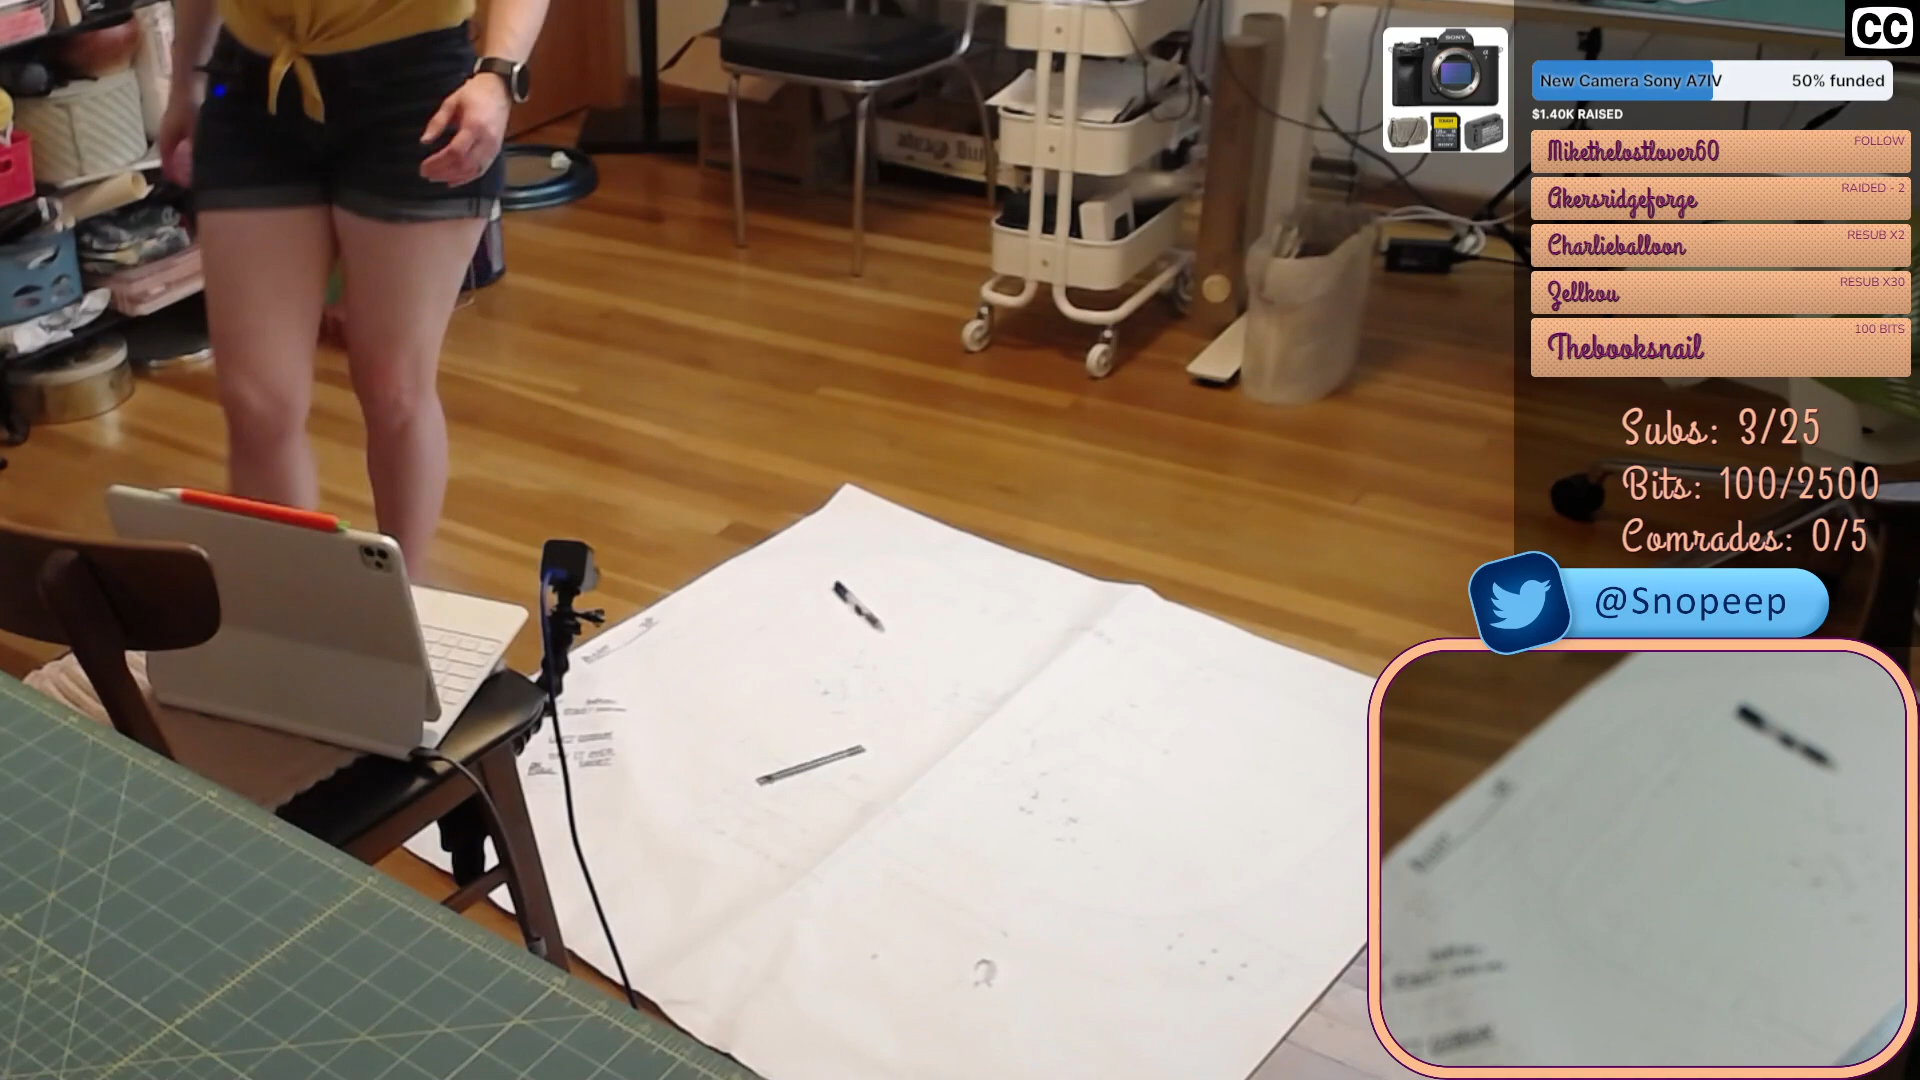 CC
SONY
New Camera Sony A7IV 50% funded
$1.40K RAISED
Mikethelostlover60 FOLLOW
Akersridgeforge RAIDED - 2
Charlieballoon RESUB X2
Zellkou RESUB X30
Thebooksnail 100 BITS
Subs: 3/25
Bits: 100/2500
Comrades: 0/5
@Snopeep